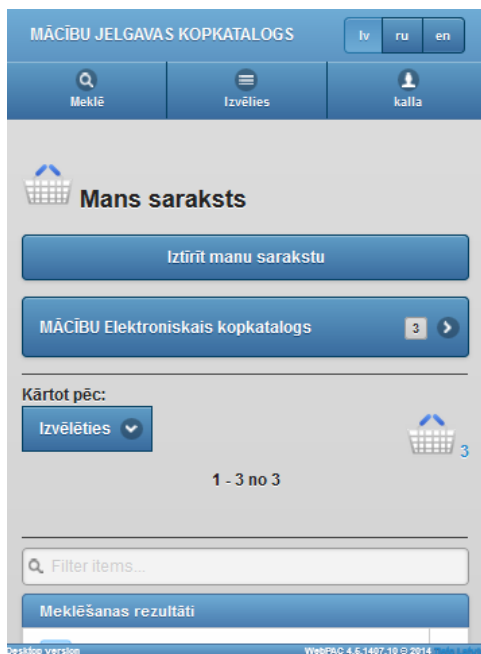 MĀCĪBU JELGAVAS KOPKATALOGS
lv ru en
Meklē Izvēlies kalla
Mans saraksts
Iztīrīt manu sarakstu
MĀCĪBU Elektroniskais kopkatalogs 3
Kārtot pēc:
Izvēlēties
3
1 - 3 no 3
Filter items...
Meklēšanas rezultāti
Desktop version WebPAC 4.5.1487.10 © 2014